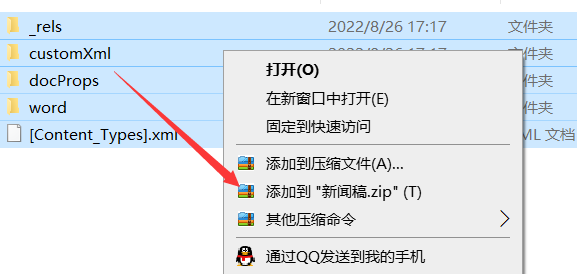 _rels 2022/8/26 17:17 文件夹
customXml 2022/8/26 17:17 文件夹
docProps 文件夹
word 文件夹
[Content_Types].xml ML 文档
打开(O)
在新窗口中打开(E)
固定到快速访问
添加到压缩文件(A)...
添加到 "新闻稿.zip" (T)
其他压缩命令
通过QQ发送到我的手机